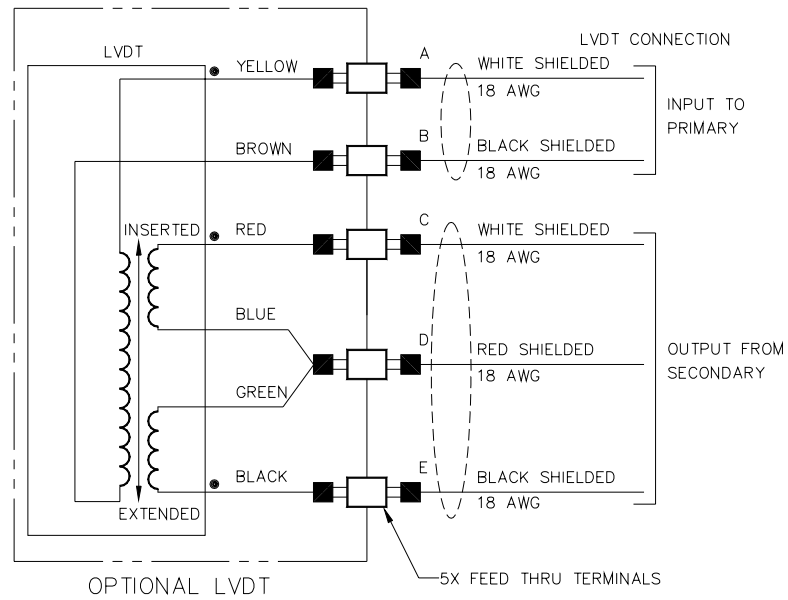 LVDT
LVDT CONNECTION
YELLOW
A
WHITE SHIELDED
18 AWG
INPUT TO
PRIMARY
BROWN
B
BLACK SHIELDED
18 AWG
INSERTED
RED
C
WHITE SHIELDED
18 AWG
BLUE
D
RED SHIELDED
18 AWG
OUTPUT FROM
SECONDARY
GREEN
BLACK
E
BLACK SHIELDED
18 AWG
EXTENDED
5X FEED THRU TERMINALS
OPTIONAL LVDT